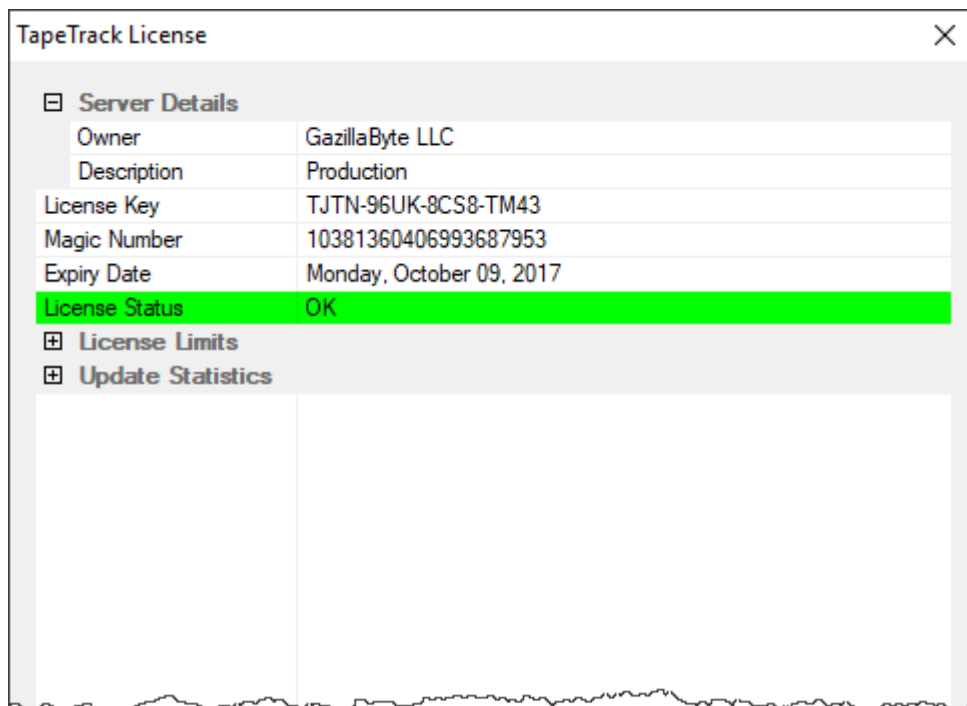 TapeTrack License
Server Details
Owner GazillaByte LLC
Description Production
License Key TJTN-96UK-8CS8-TM43
Magic Number 10381360406993687953
Expiry Date Monday, October 09, 2017
License Status OK
License Limits
Update Statistics